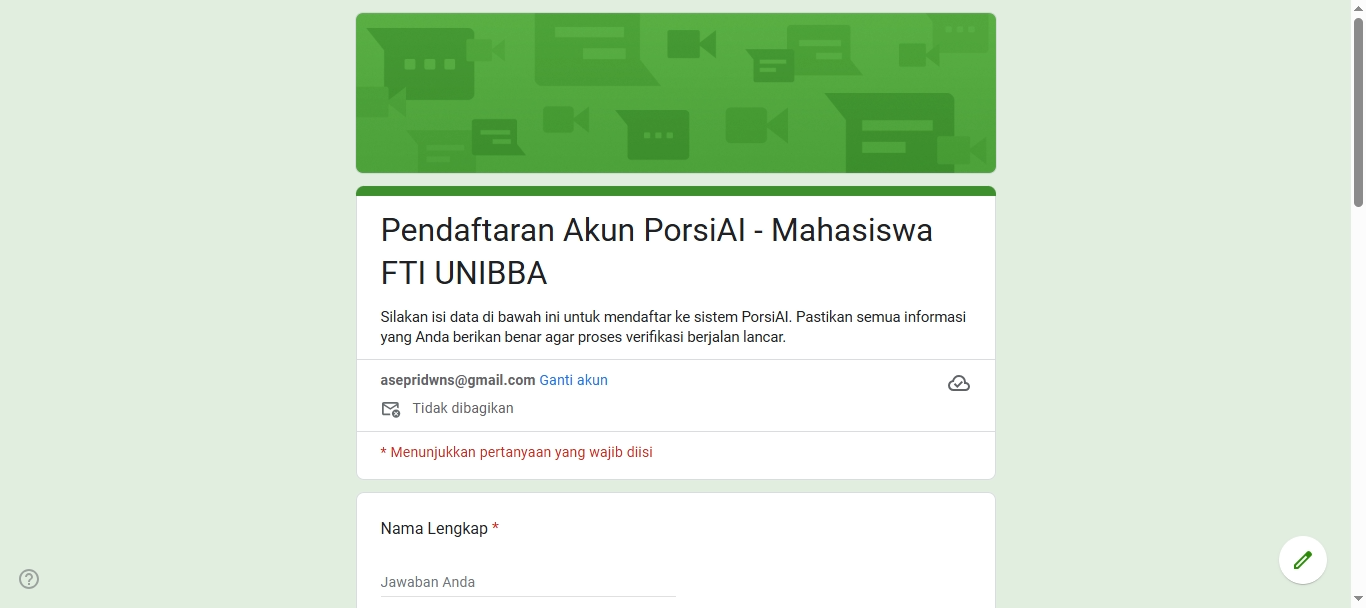 Pendaftaran Akun PorsiAI - Mahasiswa
FTI UNIBBA
Silakan isi data di bawah ini untuk mendaftar ke sistem PorsiAI. Pastikan semua informasi
yang Anda berikan benar agar proses verifikasi berjalan lancar.
asepridwns@gmail.com Ganti akun
Tidak dibagikan
* Menunjukkan pertanyaan yang wajib diisi
Nama Lengkap *
Jawaban Anda